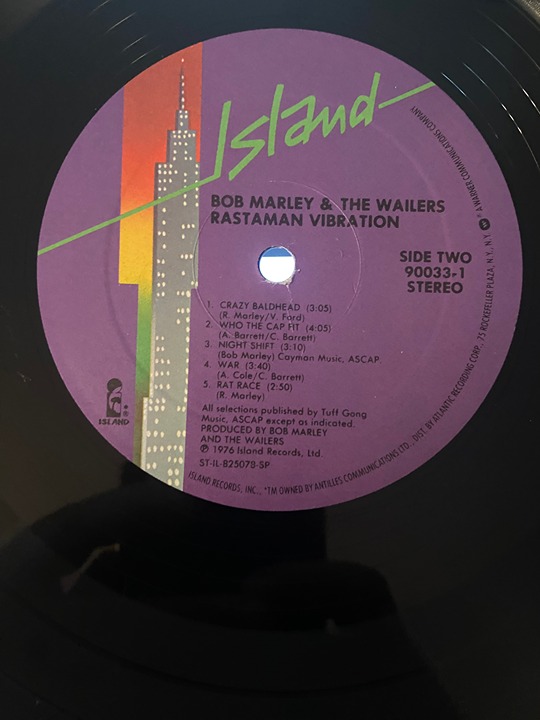 Island
BOB MARLEY & THE WAILERS
RASTAMAN VIBRATION
SIDE TWO
90033-1
STEREO
1. CRAZY BALDHEAD (3:05)
(R. Marley/V. Ford)
2. WHO THE CAP FIT (4:05)
(A. Barrett/C. Barrett)
3. NIGHT SHIFT (3:10)
(Bob Marley) Cayman Music, ASCAP
4. WAR (3:40)
(A. Cole/C. Barrett)
5. RAT RACE (2:50)
(R. Marley)
All selections published by Tuff Gong
Music, ASCAP except as indicated.
PRODUCED BY BOB MARLEY
AND THE WAILERS
℗ 1976 Island Records, Ltd.
ST-IL-825078-SP
ISLAND
ISLAND RECORDS, INC., *TM OWNED BY ANTILLES COMMUNICATIONS LTD., DIST. BY ATLANTIC RECORDING CORP., 75 ROCKEFELLER PLAZA, N.Y., N.Y. A WARNER COMMUNICATIONS COMPANY